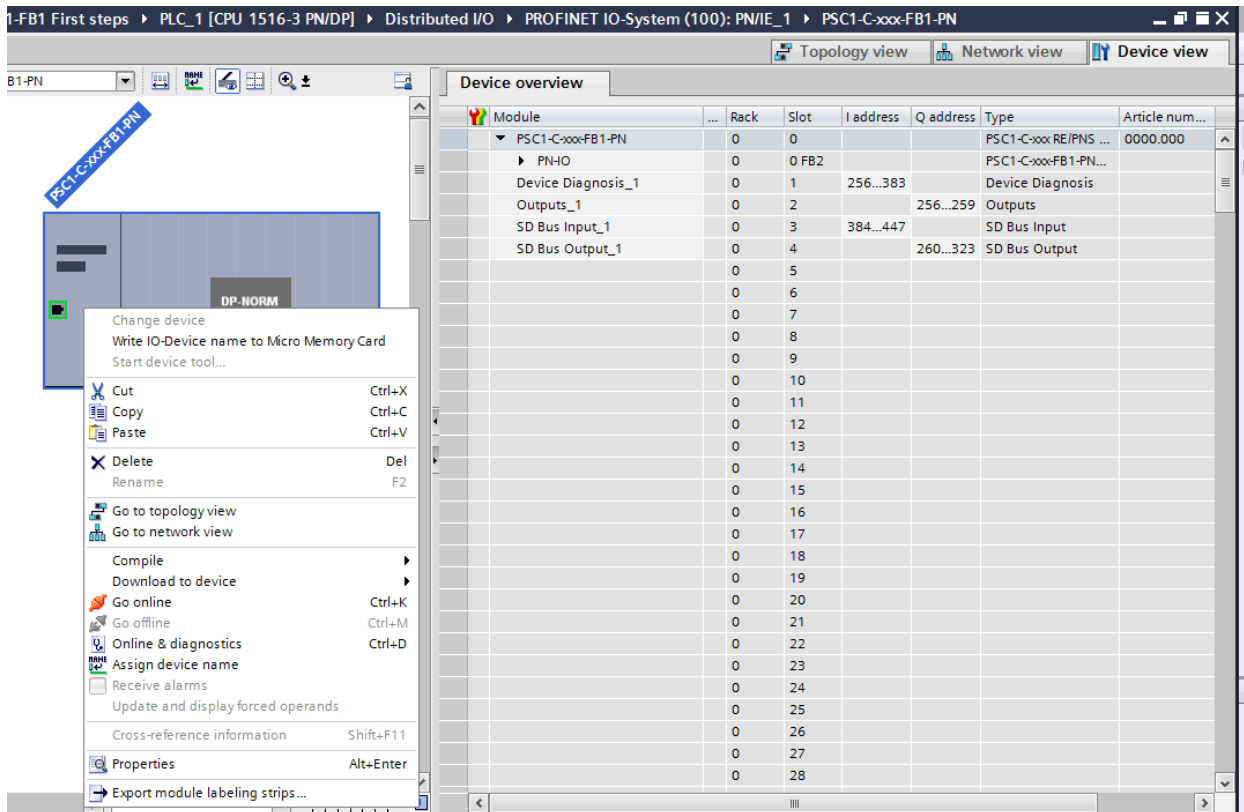 1-FB1 First steps ▸ PLC_1 [CPU 1516-3 PN/DP] ▸ Distributed I/O ▸ PROFINET IO-System (100): PN/IE_1 ▸ PSC1-C-xxx-FB1-PN
Topology view Network view Device view
B1-PN
PSC1-C-xxx-FB1-PN
DP-NORM
Change device
Write IO-Device name to Micro Memory Card
Start device tool...
Cut Ctrl+X
Copy Ctrl+C
Paste Ctrl+V
Delete Del
Rename F2
Go to topology view
Go to network view
Compile
Download to device
Go online Ctrl+K
Go offline Ctrl+M
Online & diagnostics Ctrl+D
Assign device name
Receive alarms
Update and display forced operands
Cross-reference information Shift+F11
Properties Alt+Enter
Export module labeling strips...
Device overview
Module ... Rack Slot I address Q address Type Article num...
PSC1-C-xxx-FB1-PN 0 0 PSC1-C-xxx RE/PNS ... 0000.000
PN-IO 0 0 FB2 PSC1-C-xxx-FB1-PN...
Device Diagnosis_1 0 1 256...383 Device Diagnosis
Outputs_1 0 2 256...259 Outputs
SD Bus Input_1 0 3 384...447 SD Bus Input
SD Bus Output_1 0 4 260...323 SD Bus Output
0 5
0 6
0 7
0 8
0 9
0 10
0 11
0 12
0 13
0 14
0 15
0 16
0 17
0 18
0 19
0 20
0 21
0 22
0 23
0 24
0 25
0 26
0 27
0 28